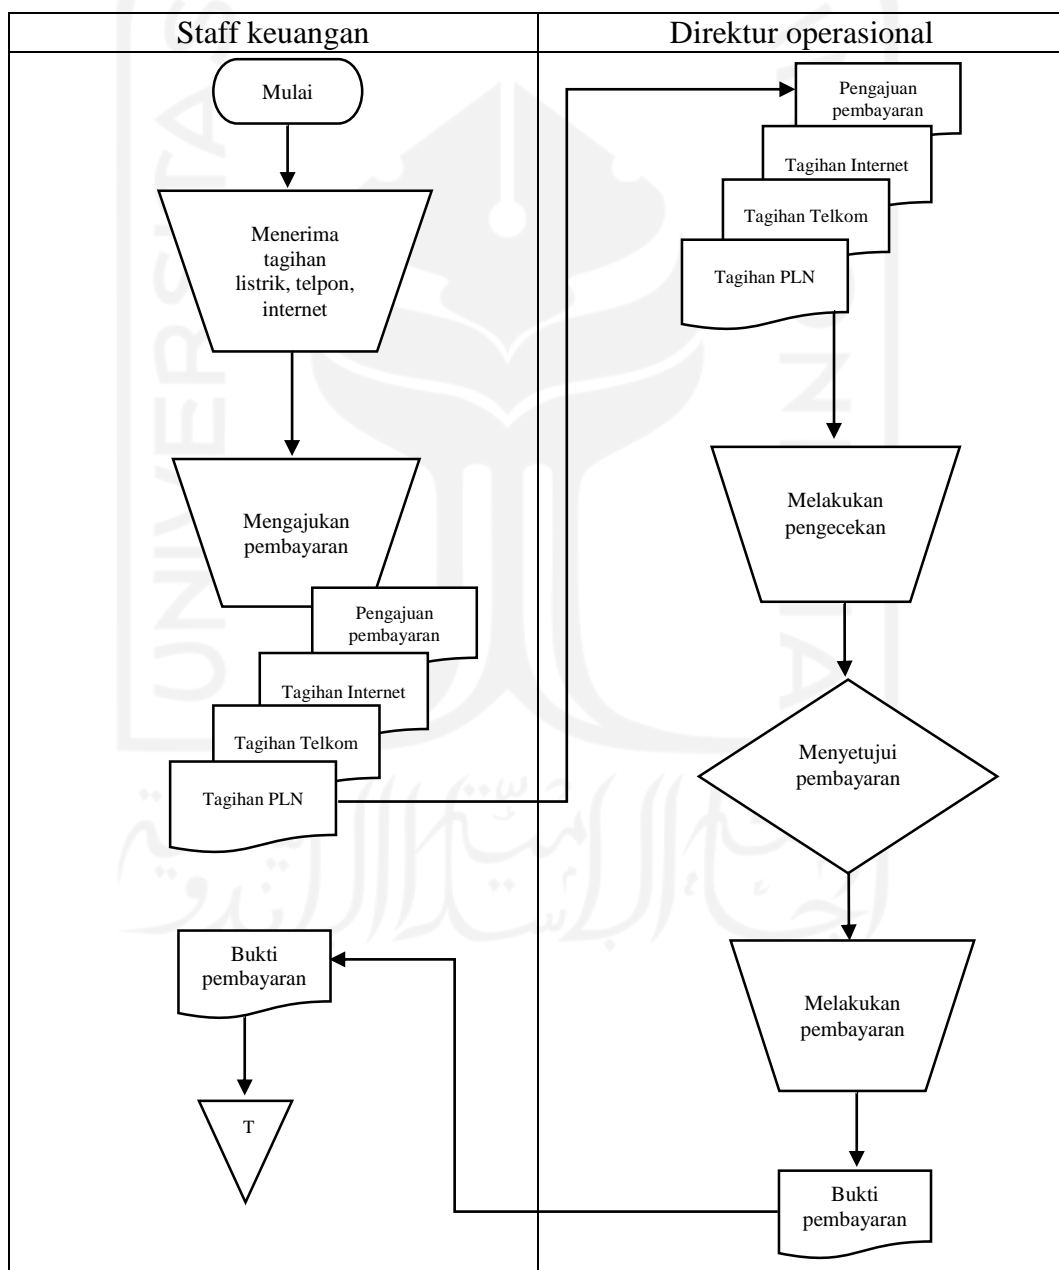 Staff keuangan
Direktur operasional
Mulai
Menerima
tagihan
listrik, telpon,
internet
Mengajukan
pembayaran
Pengajuan
pembayaran
Tagihan Internet
Tagihan Telkom
Tagihan PLN
Pengajuan
pembayaran
Tagihan Internet
Tagihan Telkom
Tagihan PLN
Melakukan
pengecekan
Menyetujui
pembayaran
Melakukan
pembayaran
Bukti
pembayaran
Bukti
pembayaran
T